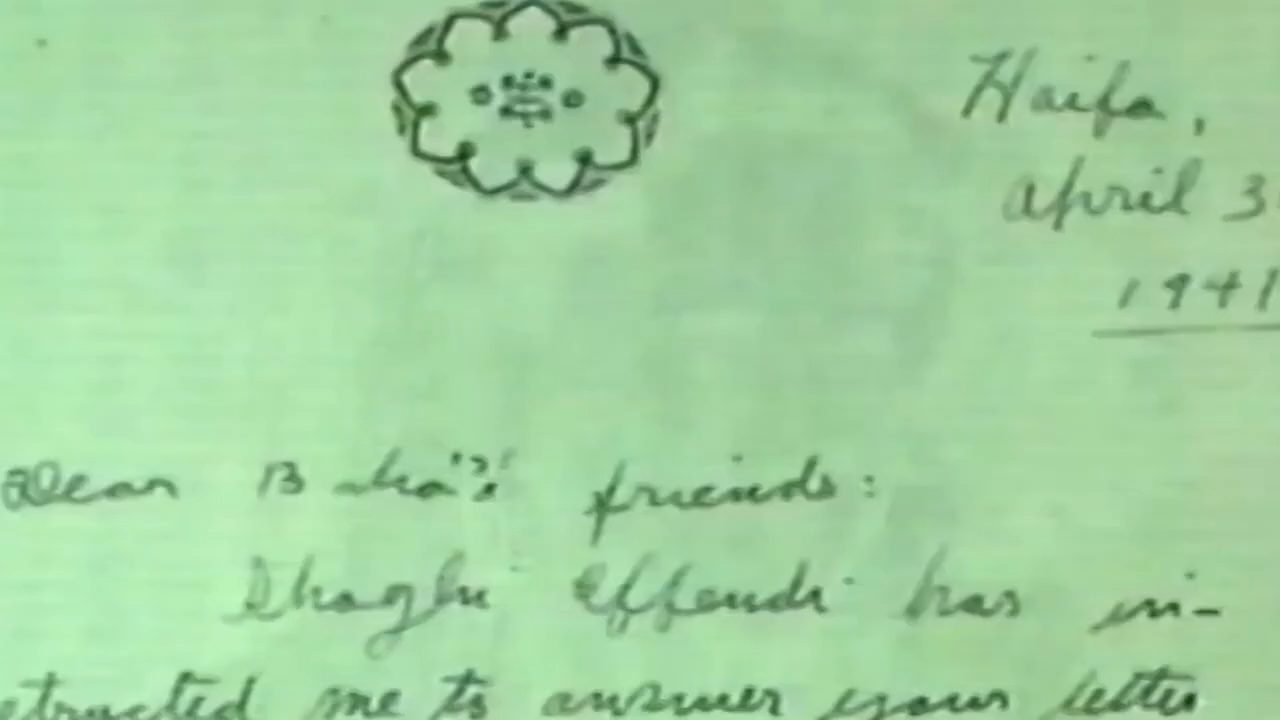 Haifa,
April 3
1941
Dear Bahá'í friends:
Shoghi Effendi has in-
structed me to answer your letter